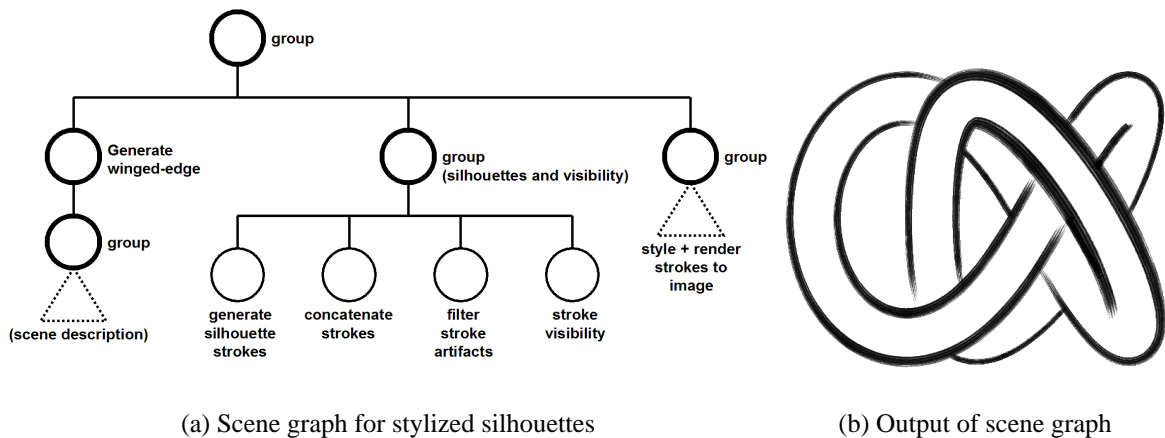 group
Generate
winged-edge
group
(silhouettes and visibility)
group
group
(scene description)
generate
silhouette
strokes
concatenate
strokes
filter
stroke
artifacts
stroke
visibility
style + render
strokes to
image
(a) Scene graph for stylized silhouettes
(b) Output of scene graph